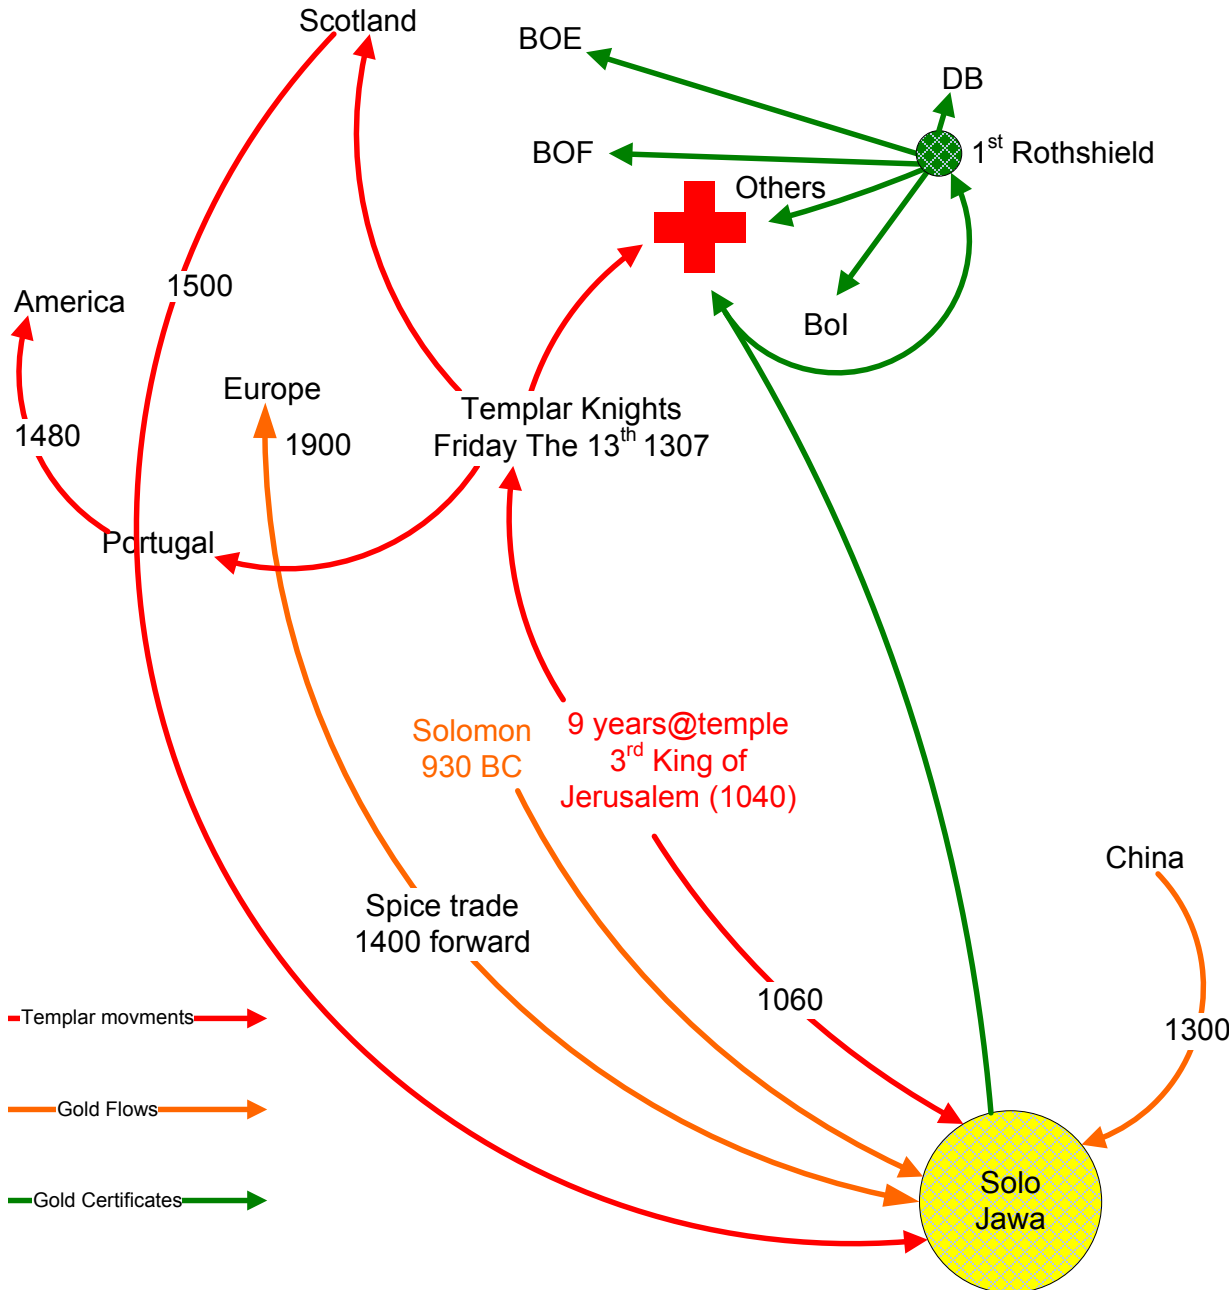 Scotland
BOE
DB
BOF
1st Rothshield
Others
1500
America
BoI
Europe
1900
Templar Knights
Friday The 13th 1307
1480
Portugal
Solomon
930 BC
9 years@temple
3rd King of
Jerusalem (1040)
China
Spice trade
1400 forward
1060
1300
Templar movments
Gold Flows
Gold Certificates
Solo
Jawa